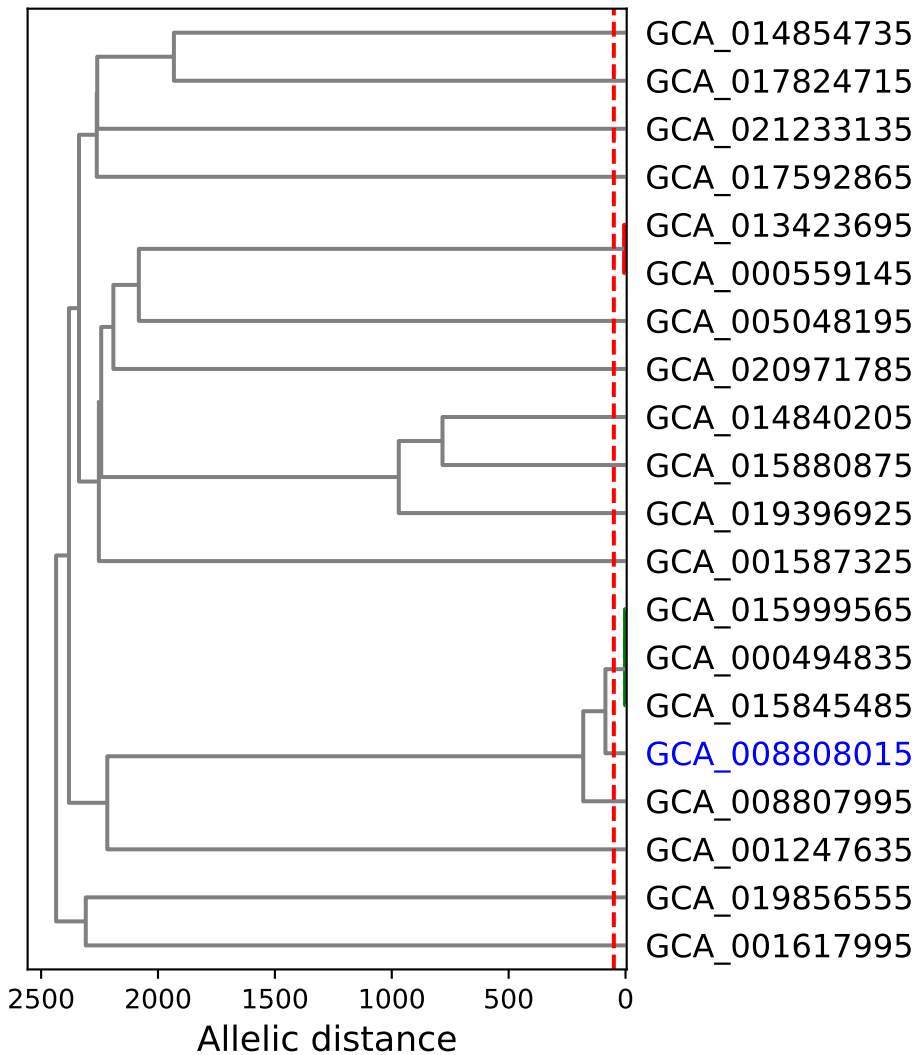 GCA_014854735
GCA_017824715
GCA_021233135
GCA_017592865
GCA_013423695
GCA_000559145
GCA_005048195
GCA_020971785
GCA_014840205
GCA_015880875
GCA_019396925
GCA_001587325
GCA_015999565
GCA_000494835
GCA_015845485
GCA_008808015
GCA_008807995
GCA_001247635
GCA_019856555
GCA_001617995
2500 2000 1500 1000 500 0
Allelic distance